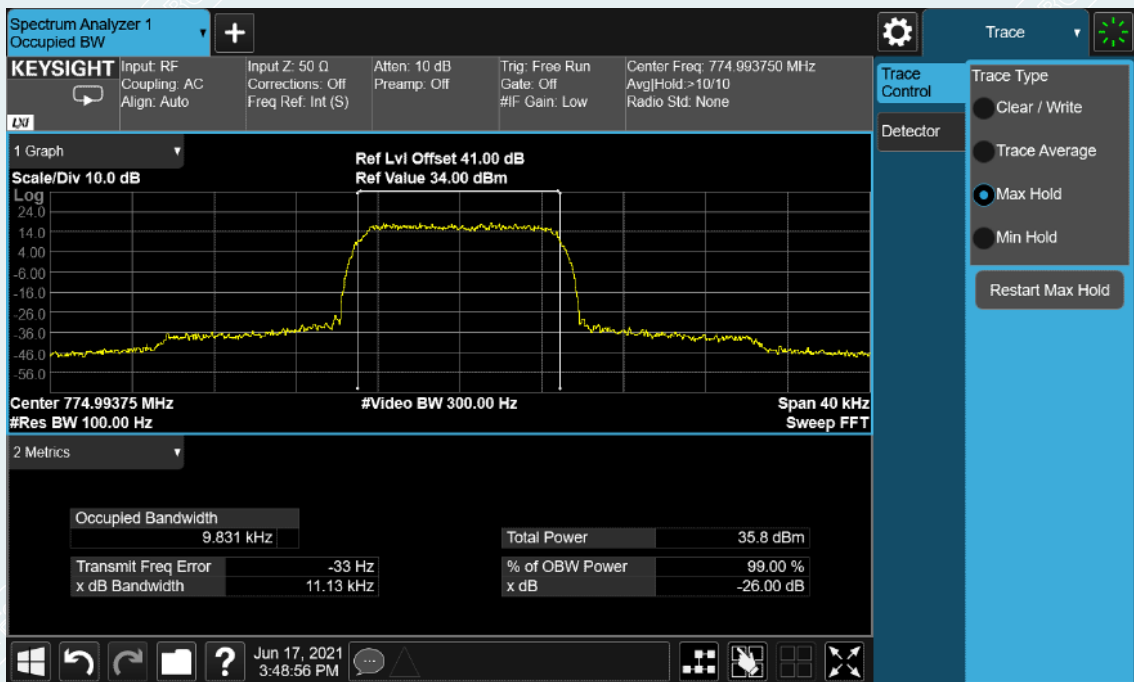 Spectrum Analyzer 1
Occupied BW
+
Trace
KEYSIGHT
Input: RF
Coupling: AC
Align: Auto
Input Z: 50 Ω
Corrections: Off
Freq Ref: Int (S)
Atten: 10 dB
Preamp: Off
Trig: Free Run
Gate: Off
#IF Gain: Low
Center Freq: 774.993750 MHz
Avg|Hold:>10/10
Radio Std: None
LXI
Trace Control
Detector
Trace Type
Clear / Write
Trace Average
Max Hold
Min Hold
Restart Max Hold
1 Graph
Scale/Div 10.0 dB
Ref Lvl Offset 41.00 dB
Ref Value 34.00 dBm
Log
24.0
14.0
4.00
-6.00
-16.0
-26.0
-36.0
-46.0
-56.0
Center 774.99375 MHz
#Video BW 300.00 Hz
Span 40 kHz
#Res BW 100.00 Hz
Sweep FFT
2 Metrics
Occupied Bandwidth
9.831 kHz
Total Power 35.8 dBm
Transmit Freq Error -33 Hz
% of OBW Power 99.00 %
x dB Bandwidth 11.13 kHz
x dB -26.00 dB
?
Jun 17, 2021
3:48:56 PM